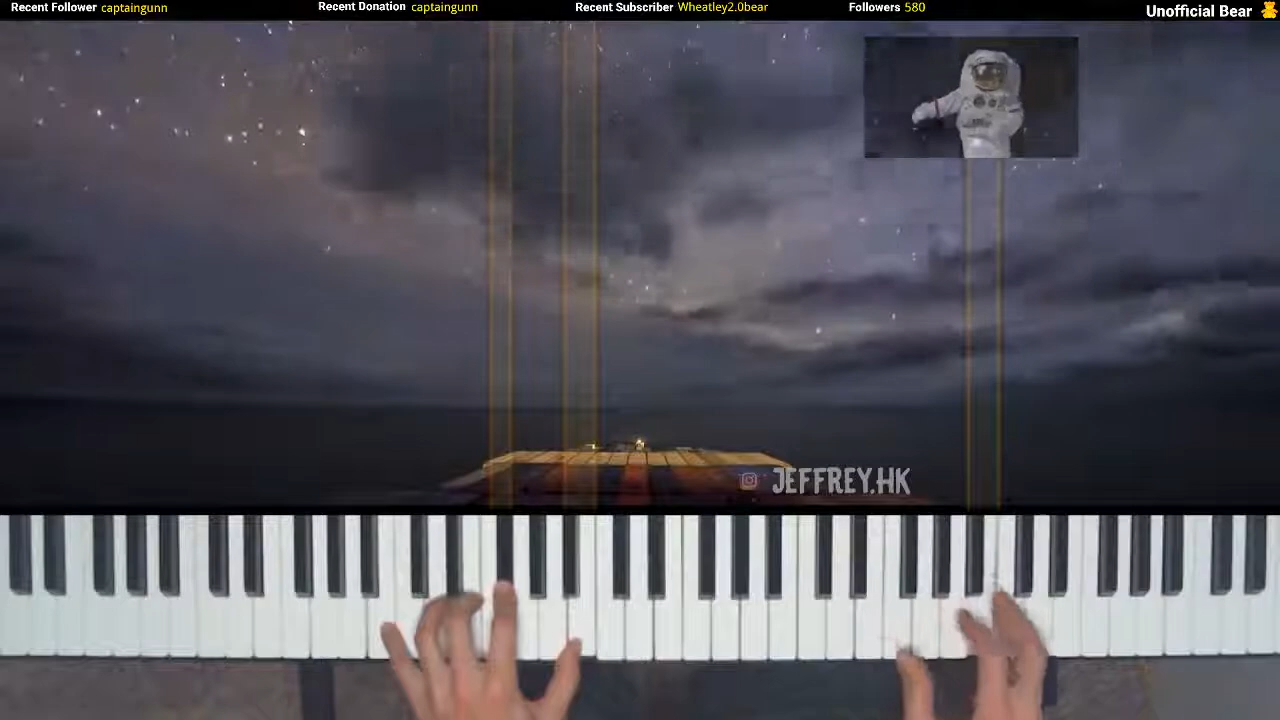 Recent Follower captaingunn
Recent Donation captaingunn
Recent Subscriber Wheatley2.0bear
Followers 580
Unofficial Bear
JEFFREY.HK